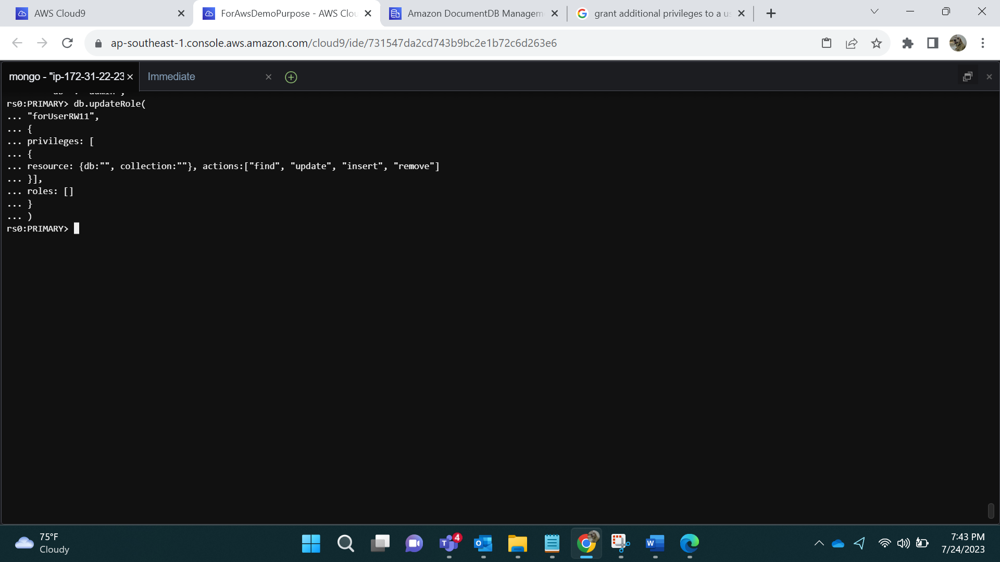 AWS Cloud9
ForAwsDemoPurpose - AWS Clou
Amazon DocumentDB Managem
grant additional privileges to a us
ap-southeast-1.console.aws.amazon.com/cloud9/ide/731547da2cd743b9bc2e1b72c6d263e6
mongo - "ip-172-31-22-23
Immediate
rs0:PRIMARY> db.updateRole(
... "forUserRW11",
... {
... privileges: [
... {
... resource: {db:"", collection:""}, actions:["find", "update", "insert", "remove"]
... }],
... roles: []
... }
... )
rs0:PRIMARY>
75°F
Cloudy
4
7:43 PM
7/24/2023